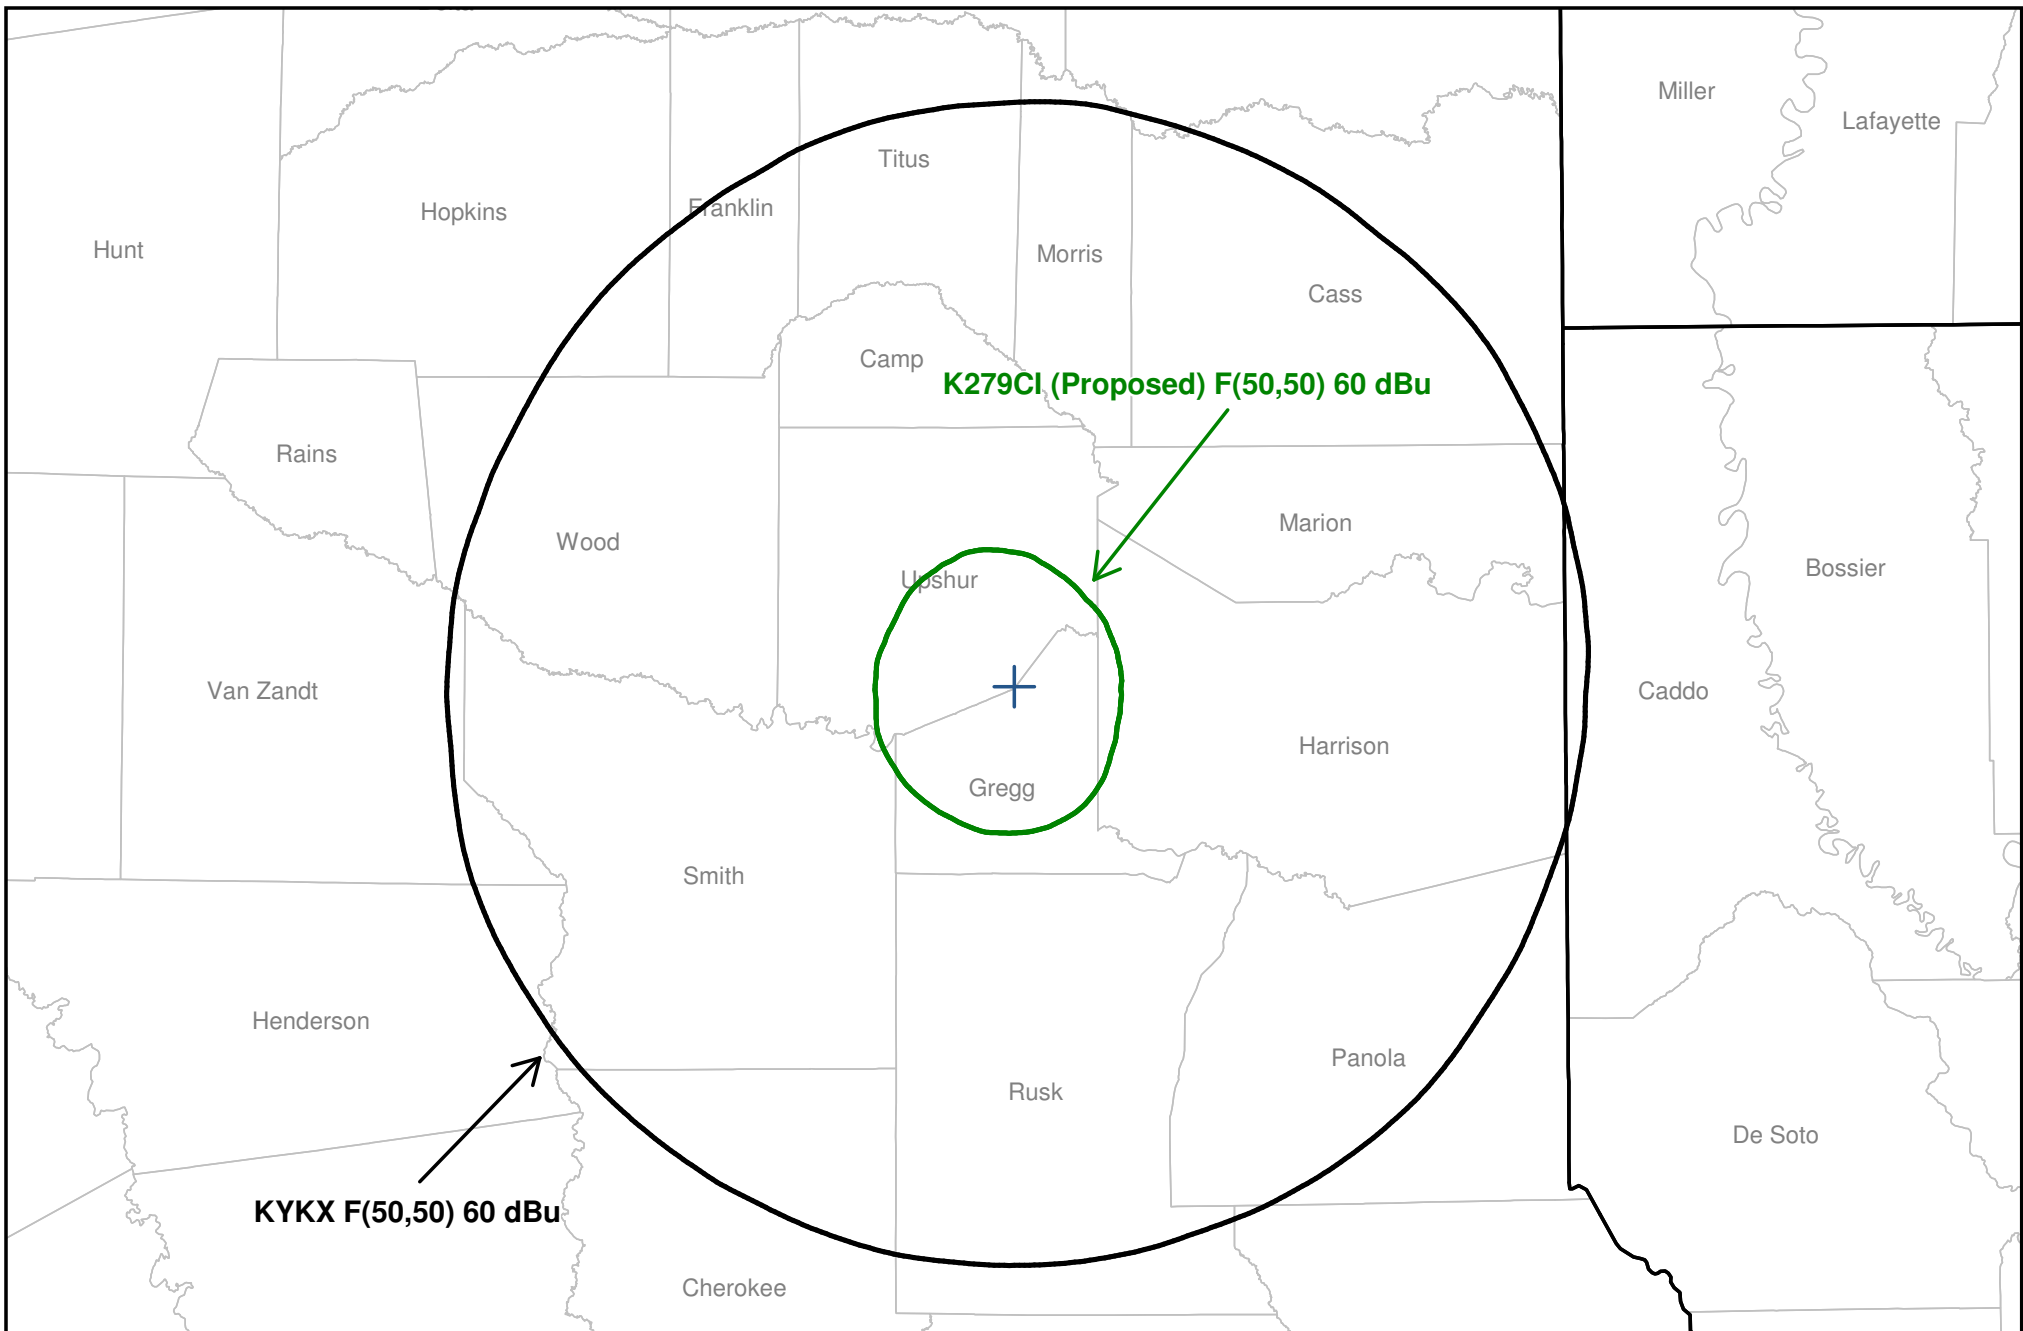 Miller
Lafayette
Titus
Franklin
Hopkins
Hunt
Morris
Cass
Camp
K279CI (Proposed) F(50,50) 60 dBu
Rains
Marion
Wood
Bossier
Upshur
Van Zandt
Caddo
Harrison
Gregg
Smith
Henderson
Panola
Rusk
De Soto
KYKX F(50,50) 60 dBu
Cherokee